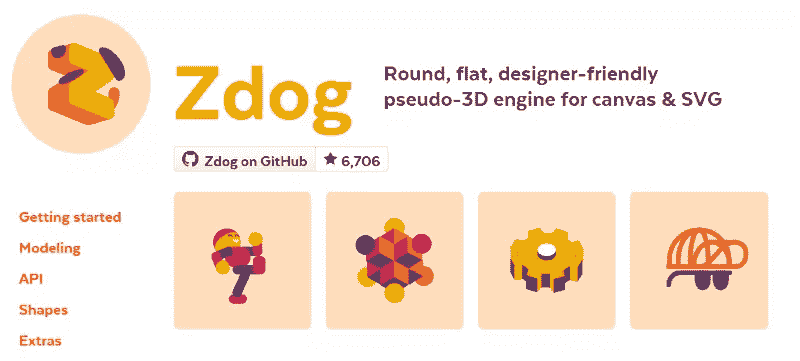 Zdog
Round, flat, designer-friendly
pseudo-3D engine for canvas & SVG
Zdog on GitHub
6,706
Getting started
Modeling
API
Shapes
Extras